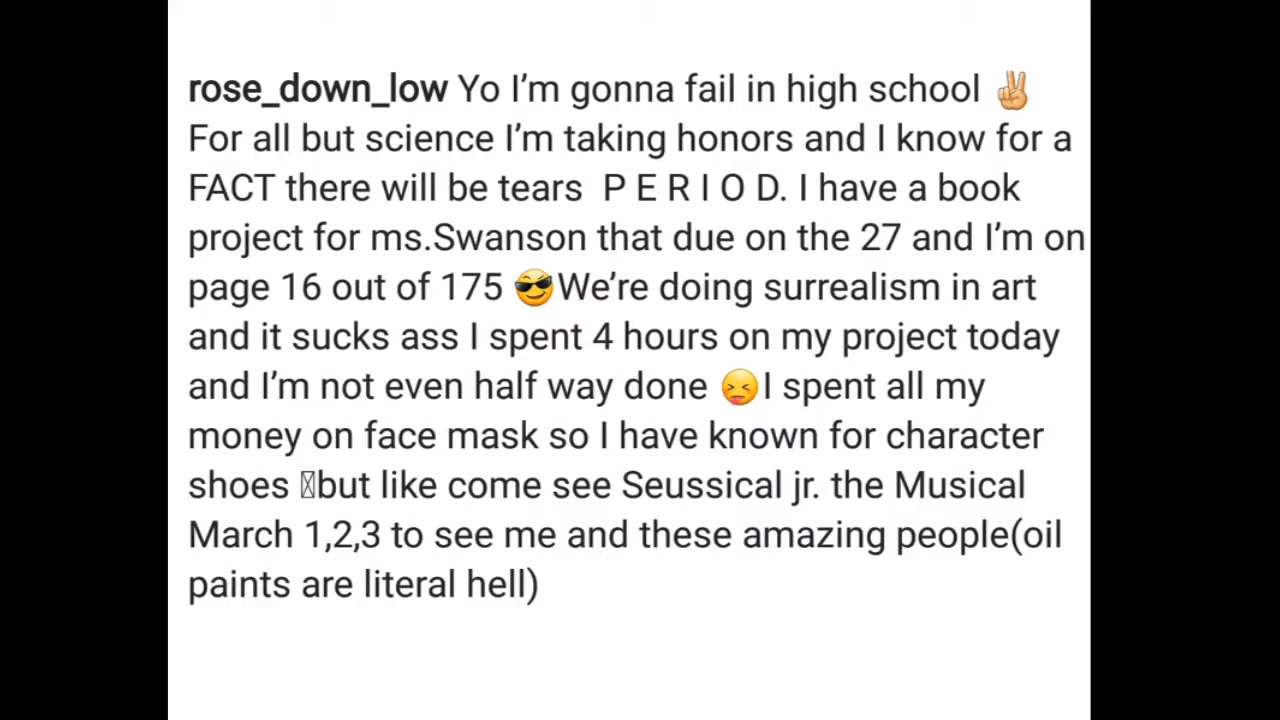 rose_down_low Yo I’m gonna fail in high school ✌🏼
For all but science I’m taking honors and I know for a
FACT there will be tears P E R I O D. I have a book
project for ms.Swanson that due on the 27 and I’m on
page 16 out of 175 😎We’re doing surrealism in art
and it sucks ass I spent 4 hours on my project today
and I’m not even half way done 😝I spent all my
money on face mask so I have known for character
shoes but like come see Seussical jr. the Musical
March 1,2,3 to see me and these amazing people(oil
paints are literal hell)